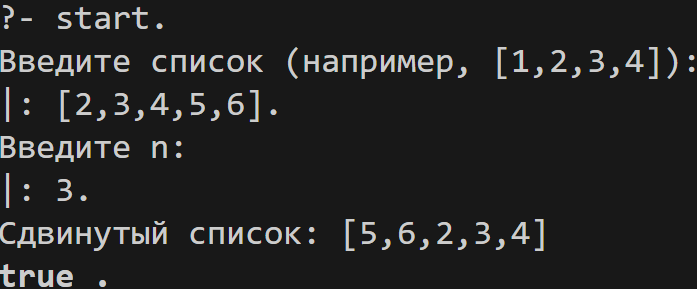 ?- start.
Введите список (например, [1,2,3,4]):
|: [2,3,4,5,6].
Введите n:
|: 3.
Сдвинутый список: [5,6,2,3,4]
true .